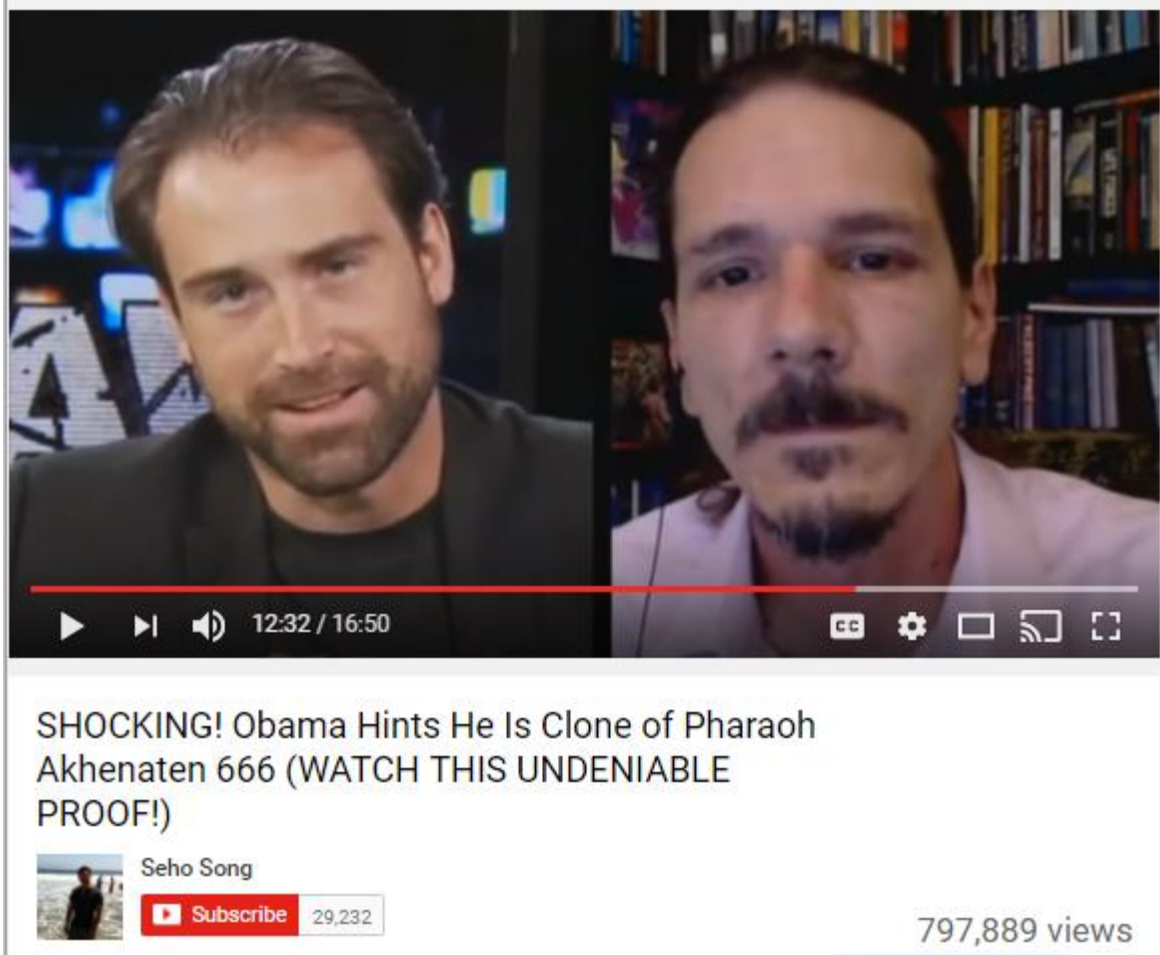 12:32 / 16:50
CC
SHOCKING! Obama Hints He Is Clone of Pharaoh
Akhenaten 666 (WATCH THIS UNDENIABLE
PROOF!)
Seho Song
Subscribe 29,232
797,889 views